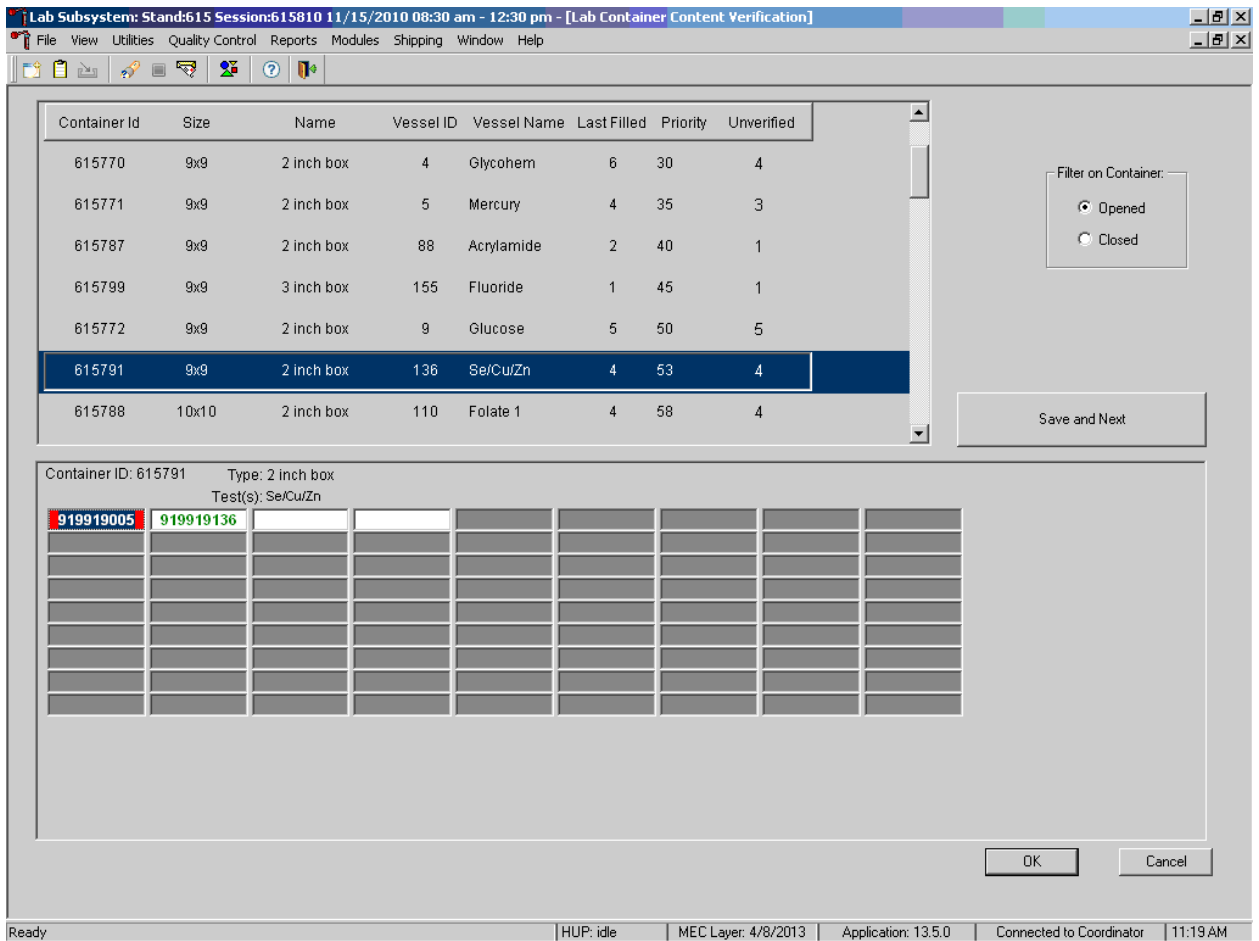 Lab Subsystem: Stand:615 Session:615810 11/15/2010 08:30 am - 12:30 pm - [Lab Container Content Verification]
File View Utilities Quality Control Reports Modules Shipping Window Help
Container Id Size Name Vessel ID Vessel Name Last Filled Priority Unverified
615770 9x9 2 inch box 4 Glycohem 6 30 4
615771 9x9 2 inch box 5 Mercury 4 35 3
615787 9x9 2 inch box 88 Acrylamide 2 40 1
615799 9x9 3 inch box 155 Fluoride 1 45 1
615772 9x9 2 inch box 9 Glucose 5 50 5
615791 9x9 2 inch box 136 Se/Cu/Zn 4 53 4
615788 10x10 2 inch box 110 Folate 1 4 58 4
Filter on Container:
Opened
Closed
Save and Next
Container ID: 615791 Type: 2 inch box
Test(s): Se/Cu/Zn
919919005 919919136
OK Cancel
Ready HUP: idle MEC Layer: 4/8/2013 Application: 13.5.0 Connected to Coordinator 11:19 AM